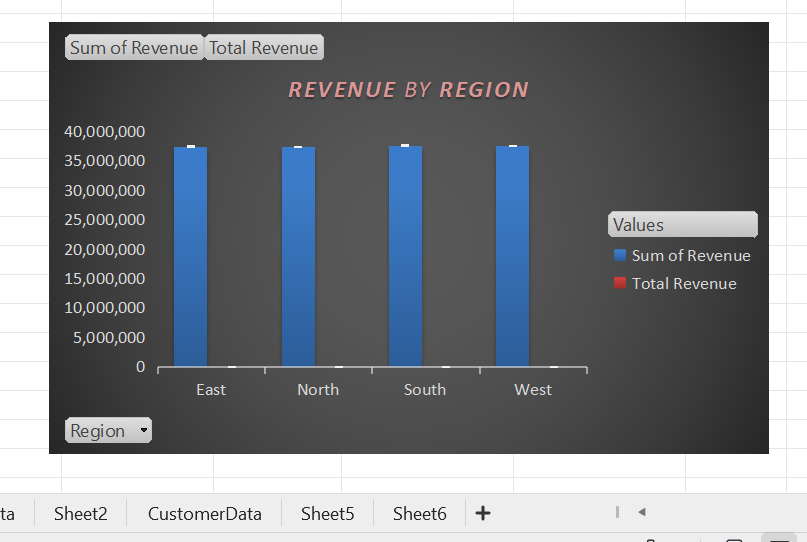 Sum of Revenue Total Revenue
REVENUE BY REGION
40,000,000
35,000,000
30,000,000
25,000,000
20,000,000
15,000,000
10,000,000
5,000,000
0
East North South West
Values
Sum of Revenue
Total Revenue
Region
ta Sheet2 CustomerData Sheet5 Sheet6